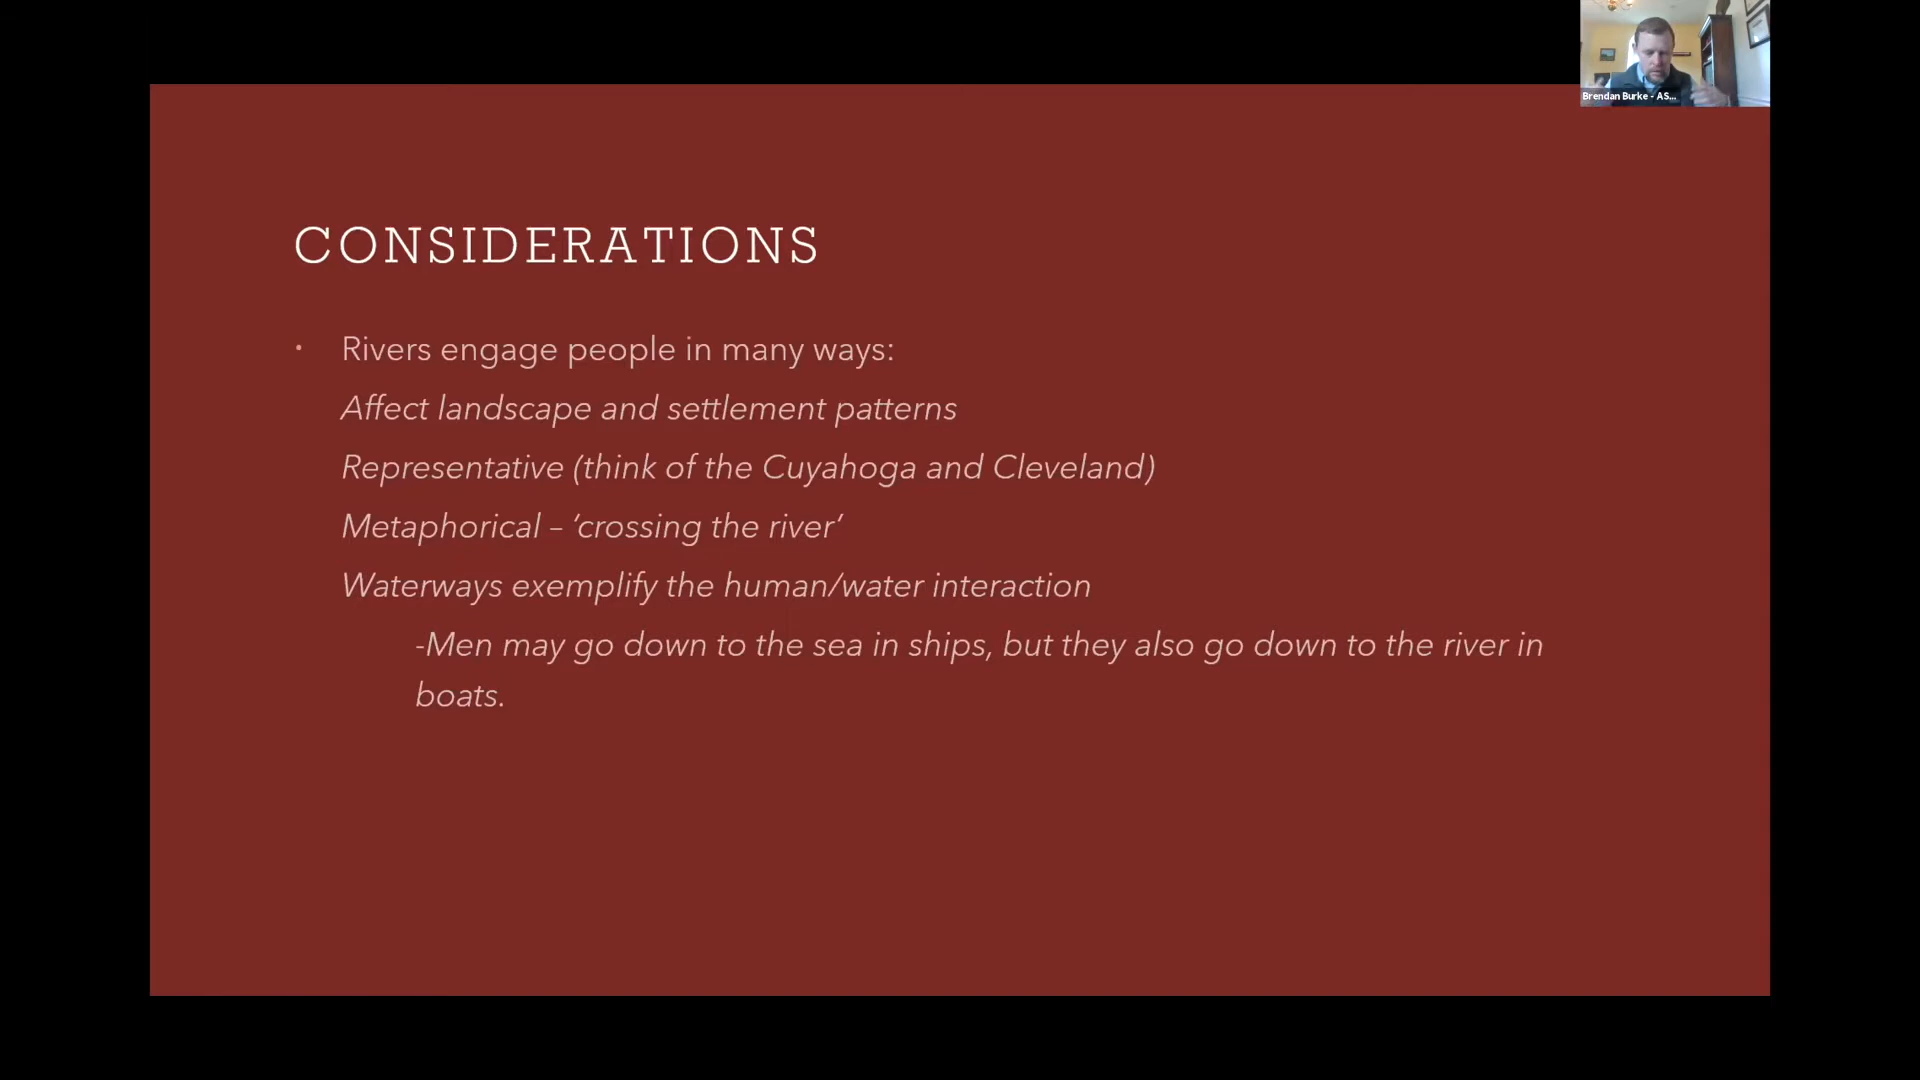 Brendan Burke - AS...
CONSIDERATIONS
• Rivers engage people in many ways:
Affect landscape and settlement patterns
Representative (think of the Cuyahoga and Cleveland)
Metaphorical – ‘crossing the river’
Waterways exemplify the human/water interaction
-Men may go down to the sea in ships, but they also go down to the river in
boats.